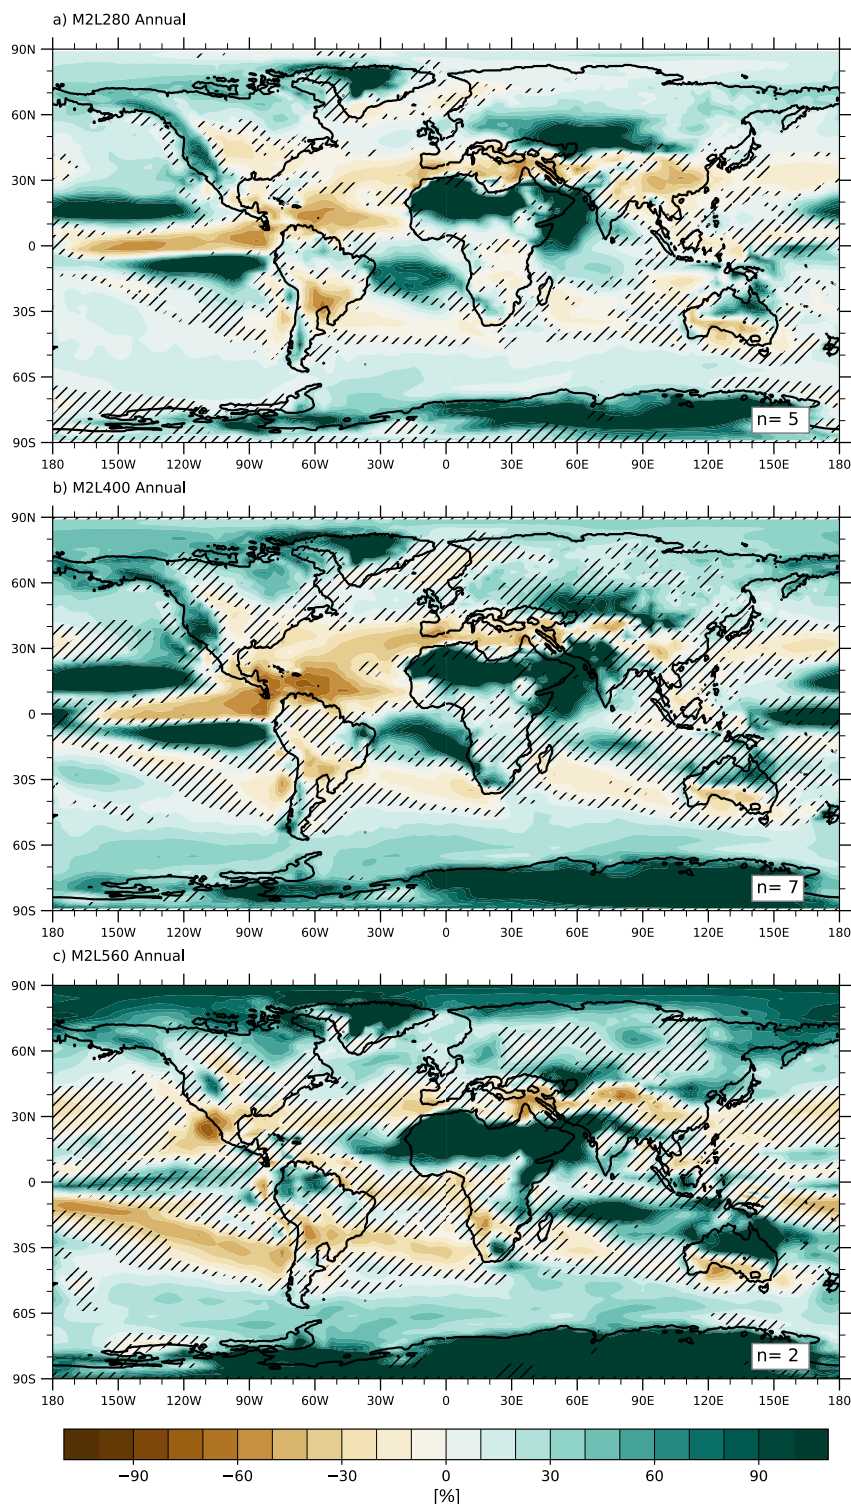 a) M2L280 Annual
90N
60N
30N
0
30S
60S
90S
n= 5
180 150W 120W 90W 60W 30W 0 30E 60E 90E 120E 150E 180
b) M2L400 Annual
90N
60N
30N
0
30S
60S
90S
n= 7
180 150W 120W 90W 60W 30W 0 30E 60E 90E 120E 150E 180
c) M2L560 Annual
90N
60N
30N
0
30S
60S
90S
n= 2
180 150W 120W 90W 60W 30W 0 30E 60E 90E 120E 150E 180
−90 −60 −30 0 30 60 90
[%]